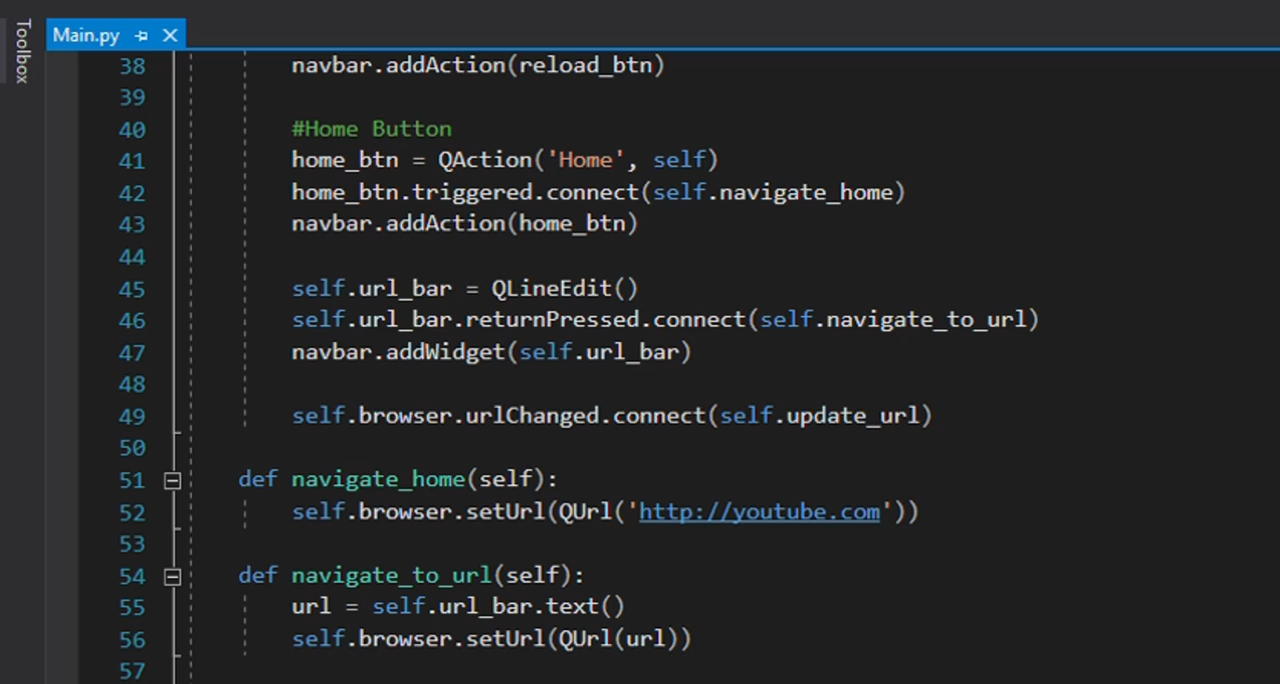 Toolbox
Main.py
38 navbar.addAction(reload_btn)
39
40 #Home Button
41 home_btn = QAction('Home', self)
42 home_btn.triggered.connect(self.navigate_home)
43 navbar.addAction(home_btn)
44
45 self.url_bar = QLineEdit()
46 self.url_bar.returnPressed.connect(self.navigate_to_url)
47 navbar.addWidget(self.url_bar)
48
49 self.browser.urlChanged.connect(self.update_url)
50
51 def navigate_home(self):
52 self.browser.setUrl(QUrl('http://youtube.com'))
53
54 def navigate_to_url(self):
55 url = self.url_bar.text()
56 self.browser.setUrl(QUrl(url))
57